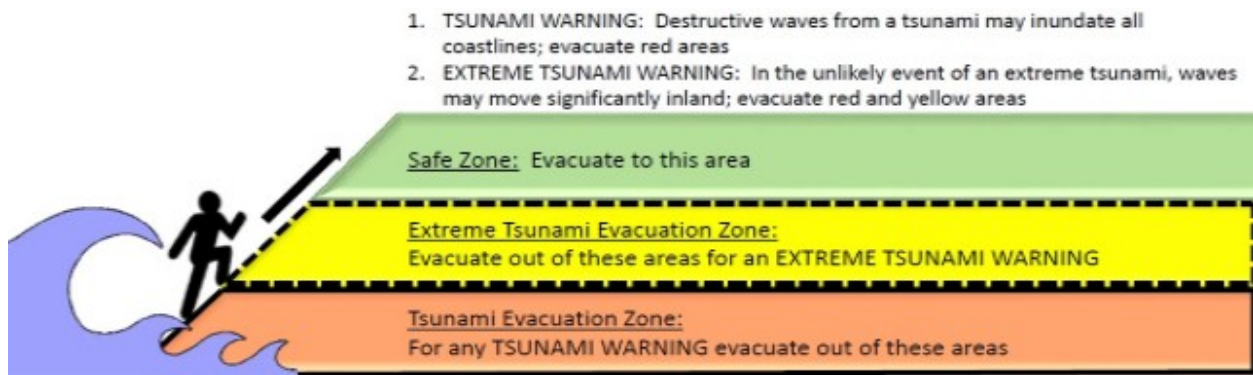 1. TSUNAMI WARNING: Destructive waves from a tsunami may inundate all
coastlines; evacuate red areas
2. EXTREME TSUNAMI WARNING: In the unlikely event of an extreme tsunami, waves
may move significantly inland; evacuate red and yellow areas
Safe Zone: Evacuate to this area
Extreme Tsunami Evacuation Zone:
Evacuate out of these areas for an EXTREME TSUNAMI WARNING
Tsunami Evacuation Zone:
For any TSUNAMI WARNING evacuate out of these areas